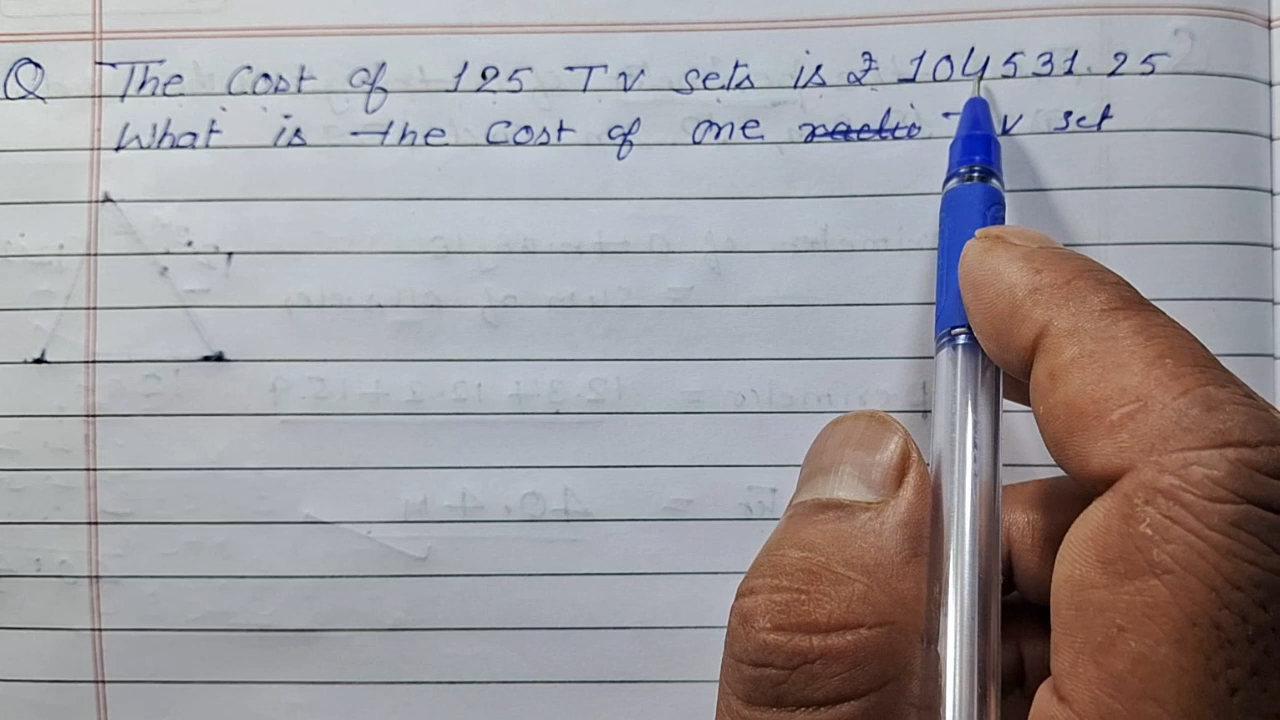 Q The Cost of 125 TV sets is ₹ 104531.25
What is the cost of one radio TV set